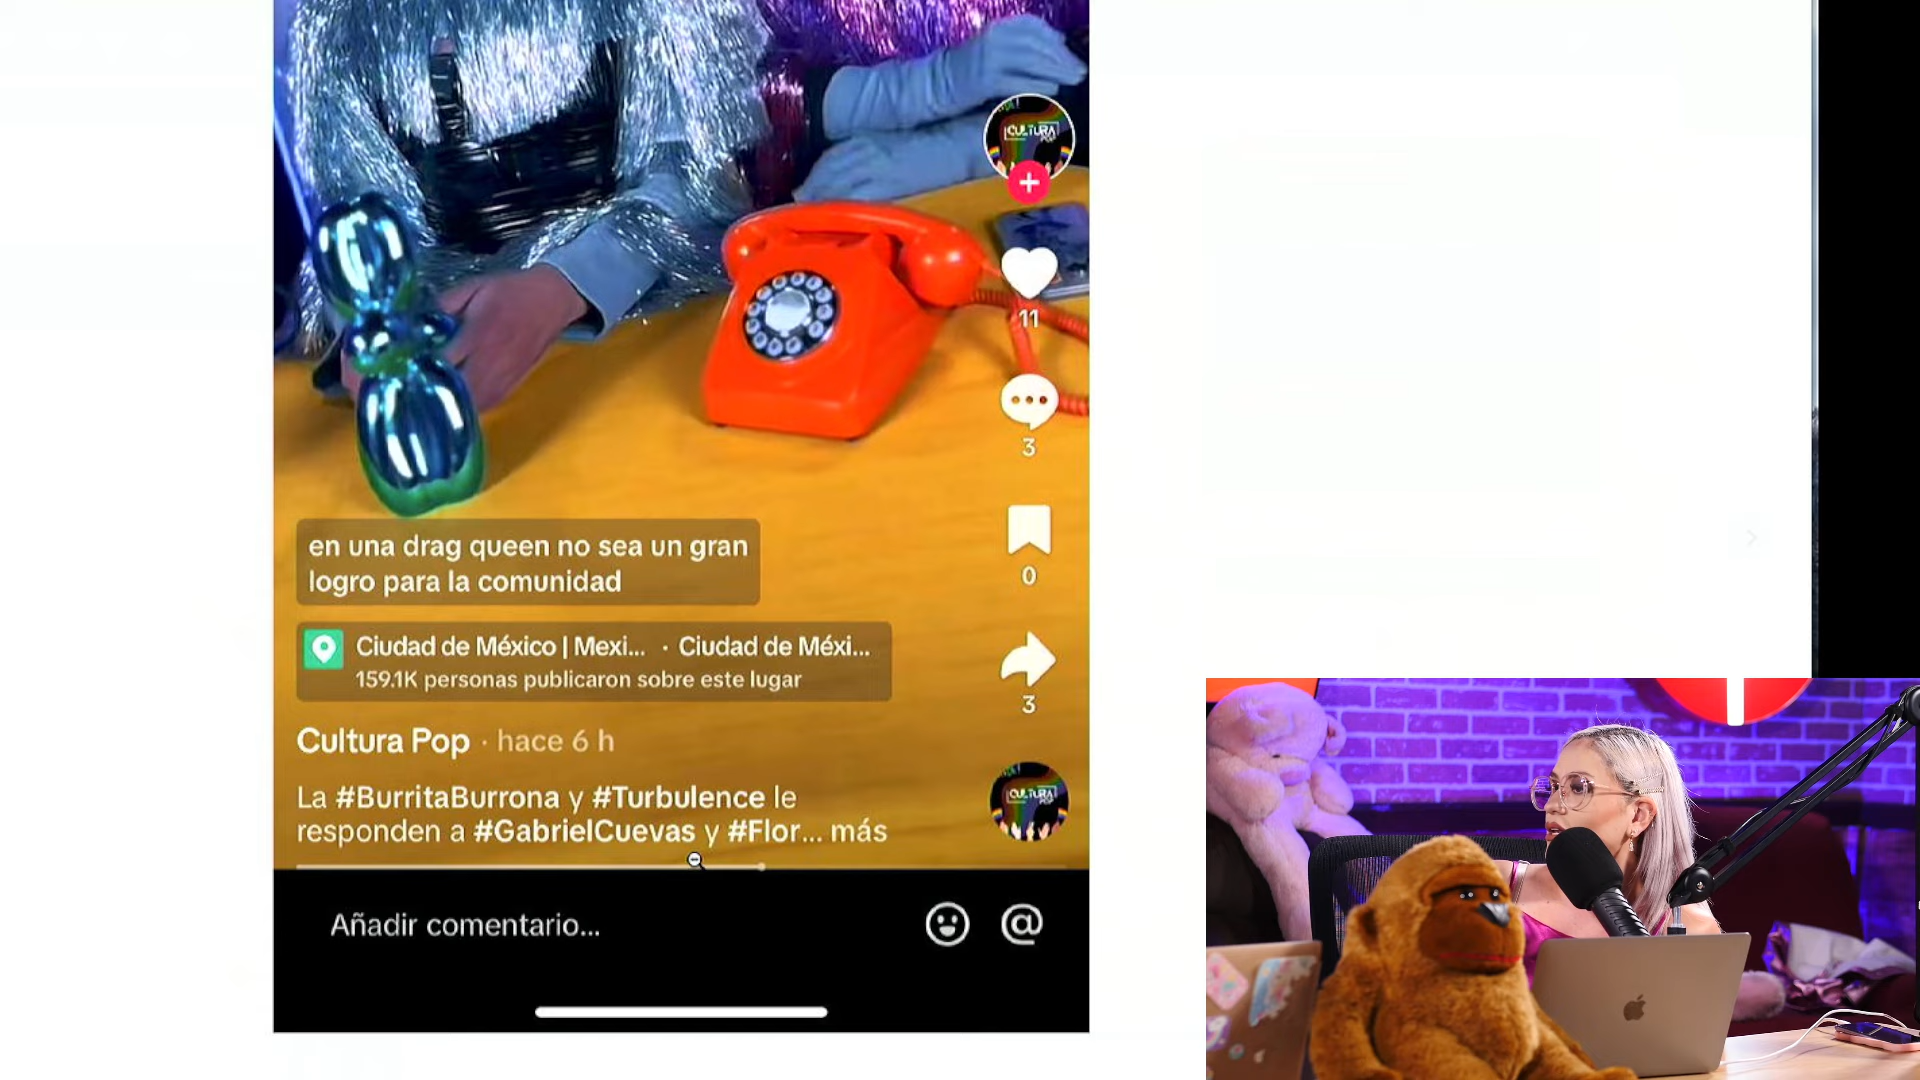 CULTURA
POP
11
3
0
3
en una drag queen no sea un gran
logro para la comunidad
Ciudad de México | Mexi... · Ciudad de Méxi...
159.1K personas publicaron sobre este lugar
Cultura Pop · hace 6 h
La #BurritaBurrona y #Turbulence le
responden a #GabrielCuevas y #Flor... más
CULTURA
Añadir comentario...